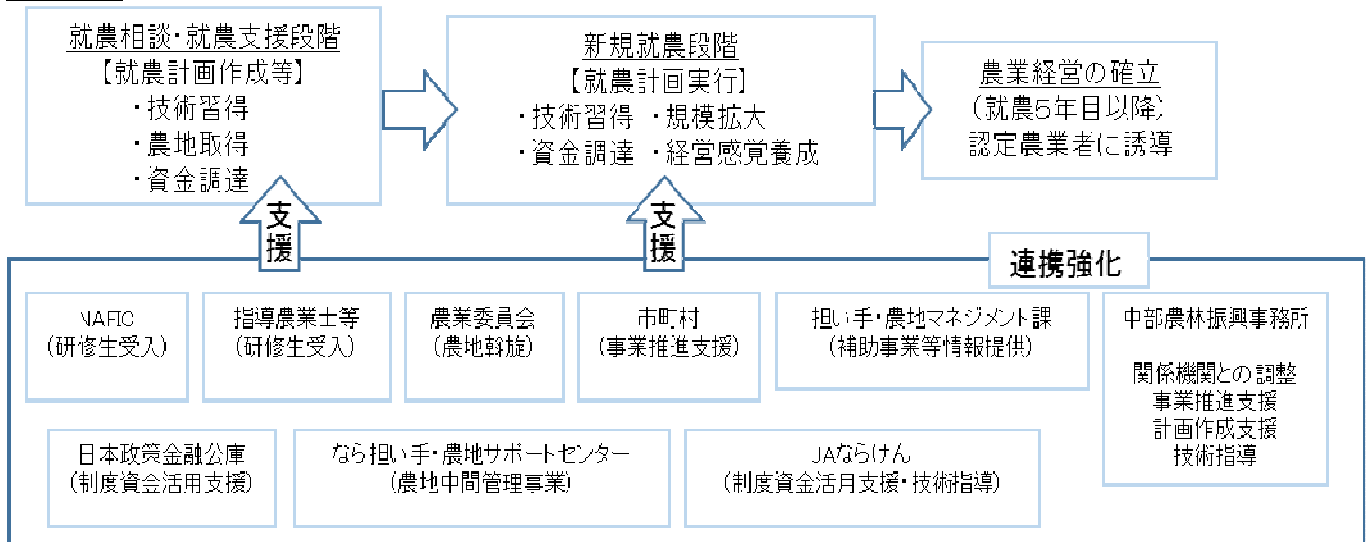 就農相談・就農支援段階
【就農計画作成等】
・技術習得
・農地取得
・資金調達
新規就農段階
【就農計画実行】
・技術習得 ・規模拡大
・資金調達 ・経営感覚養成
農業経営の確立
(就農5年目以降)
認定農業者に誘導
支援
支援
連携強化
NAFIC
(研修生受入)
指導農業士等
(研修生受入)
農業委員会
(農地斡旋)
市町村
(事業推進支援)
担い手・農地マネジメント課
(補助事業等情報提供)
中部農林振興事務所
関係機関との調整
事業推進支援
計画作成支援
技術指導
日本政策金融公庫
(制度資金活用支援)
なら担い手・農地サポートセンター
(農地中間管理事業)
JAならけん
(制度資金活用支援・技術指導)